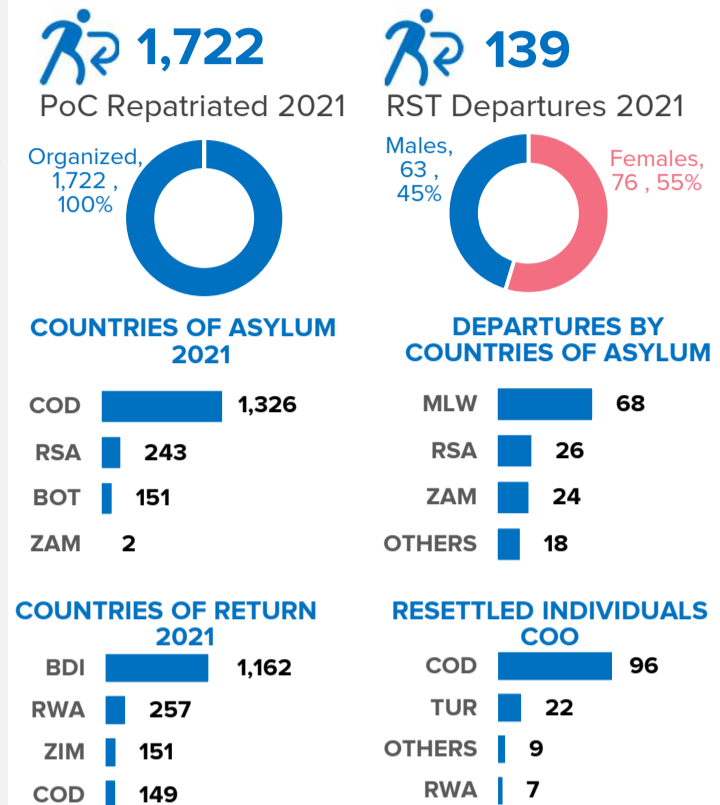 1,722
PoC Repatriated 2021
Organized,
1,722 ,
100%
COUNTRIES OF ASYLUM
2021
COD 1,326
RSA 243
BOT 151
ZAM 2
COUNTRIES OF RETURN
2021
BDI 1,162
RWA 257
ZIM 151
COD 149
139
RST Departures 2021
Males,
63 ,
45%
Females,
76 , 55%
DEPARTURES BY
COUNTRIES OF ASYLUM
MLW 68
RSA 26
ZAM 24
OTHERS 18
RESETTLED INDIVIDUALS
COO
COD 96
TUR 22
OTHERS 9
RWA 7